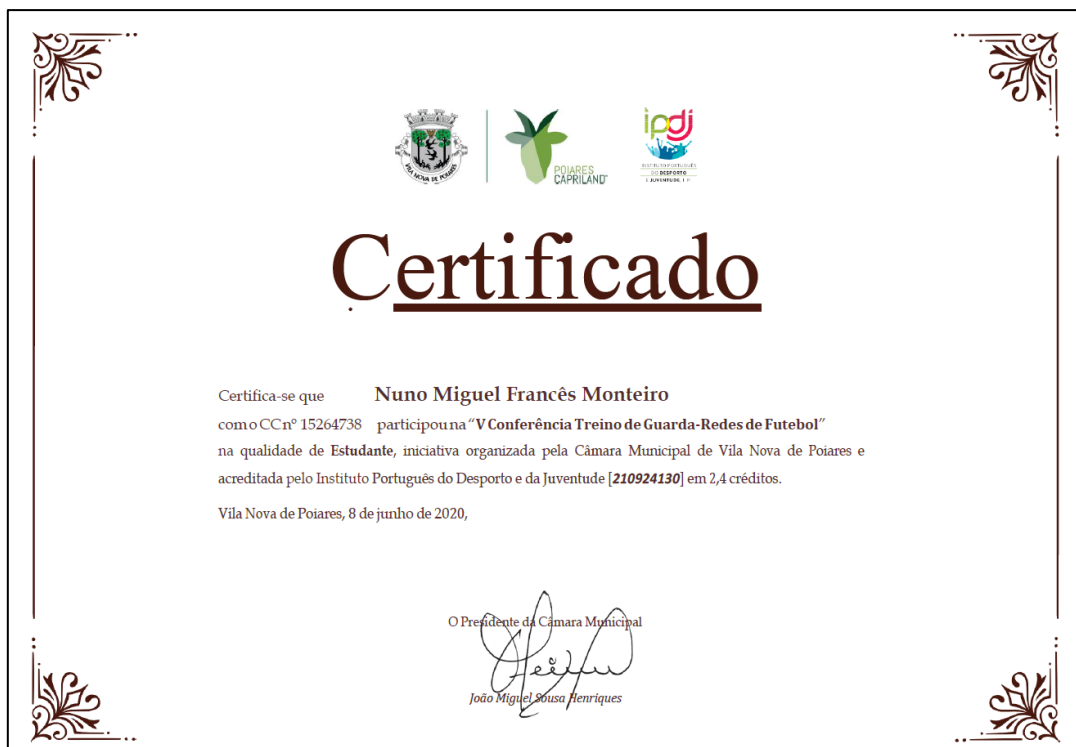 VILA NOVA DE POIARES
POIARES
CAPRILAND
ipdj
INSTITUTO PORTUGUÊS
DO DESPORTO
E JUVENTUDE, I. P.
Certificado
Certifica-se que Nuno Miguel Francês Monteiro
com o CC nº 15264738 participou na “V Conferência Treino de Guarda-Redes de Futebol”
na qualidade de Estudante, iniciativa organizada pela Câmara Municipal de Vila Nova de Poiares e
acreditada pelo Instituto Português do Desporto e da Juventude [210924130] em 2,4 créditos.
Vila Nova de Poiares, 8 de junho de 2020,
O Presidente da Câmara Municipal
João Miguel Sousa Henriques